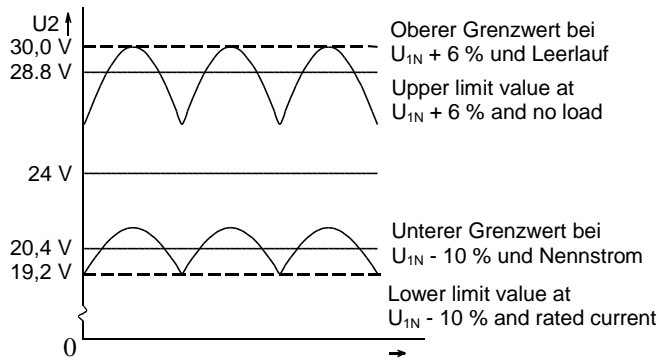 U2
30,0 V
28.8 V
24 V
20,4 V
19,2 V
0
Oberer Grenzwert bei
U1N + 6 % und Leerlauf
Upper limit value at
U1N + 6 % and no load
Unterer Grenzwert bei
U1N - 10 % und Nennstrom
Lower limit value at
U1N - 10 % and rated current